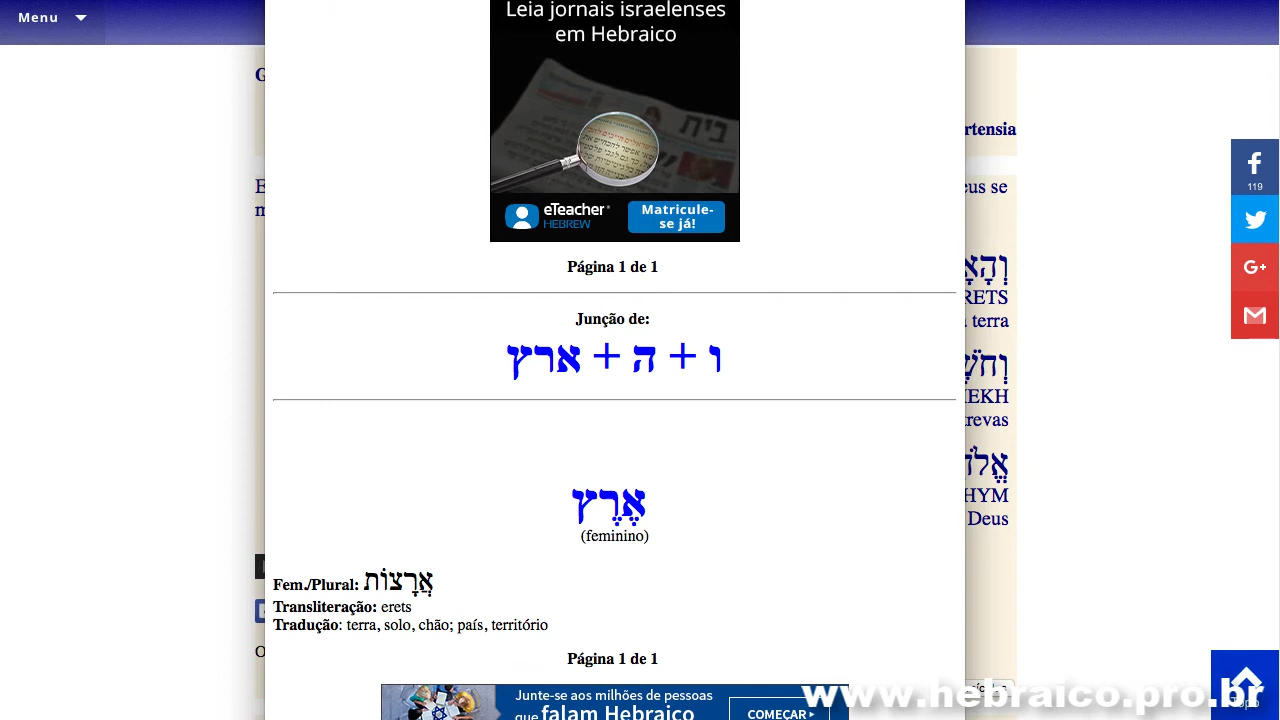 Menu
Leia jornais israelenses
em Hebraico
בית
eTeacher
HEBREW
Matricule-
se já!
Página 1 de 1
Junção de:
ו + ה + ארץ
אֶרֶץ
(feminino)
Fem./Plural: אֲרָצוֹת
Transliteração: erets
Tradução: terra, solo, chão; país, território
Página 1 de 1
Junte-se aos milhões de pessoas
que falam Hebraico
COMEÇAR
rtensia
eus se
RETS
terra
EKH
revas
HYM
Deus
119
www.hebraico.pro.br